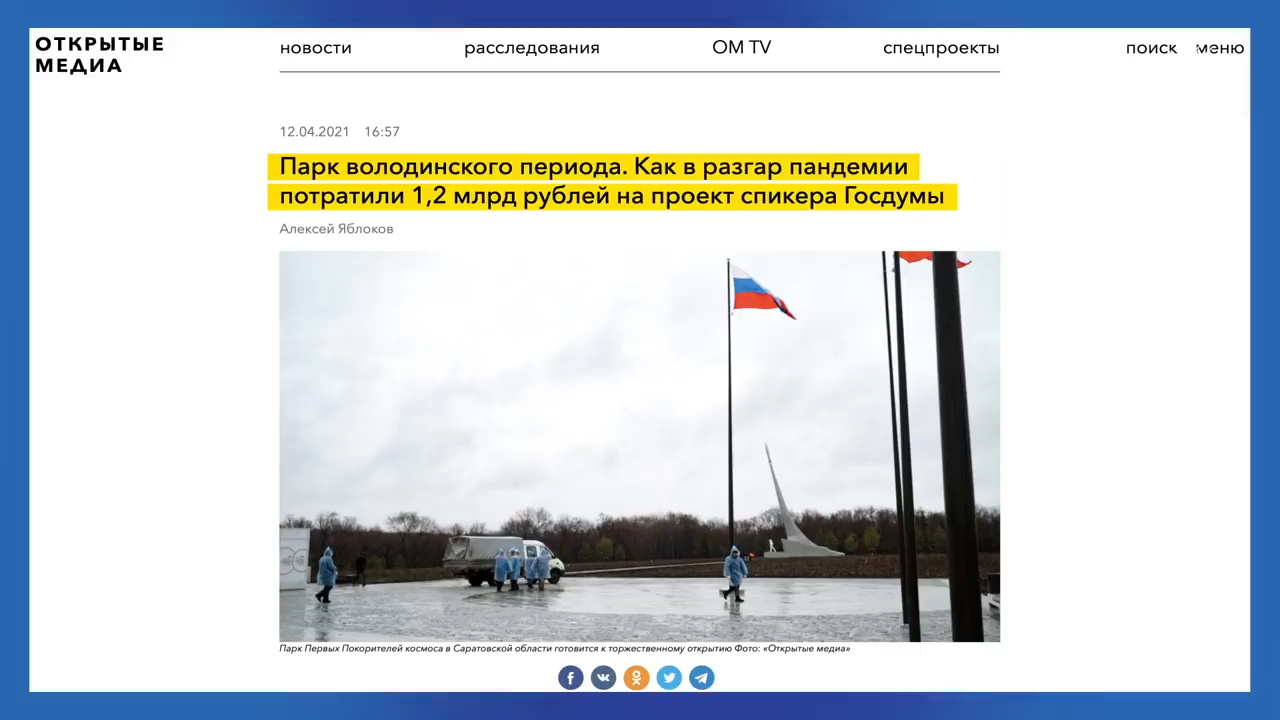 ОТКРЫТЫЕ
МЕДИА
новости расследования OM TV спецпроекты поиск меню
12.04.2021 16:57
Парк володинского периода. Как в разгар пандемии
потратили 1,2 млрд рублей на проект спикера Госдумы
Алексей Яблоков
Парк Первых Покорителей космоса в Саратовской области готовится к торжественному открытию Фото: «Открытые медиа»